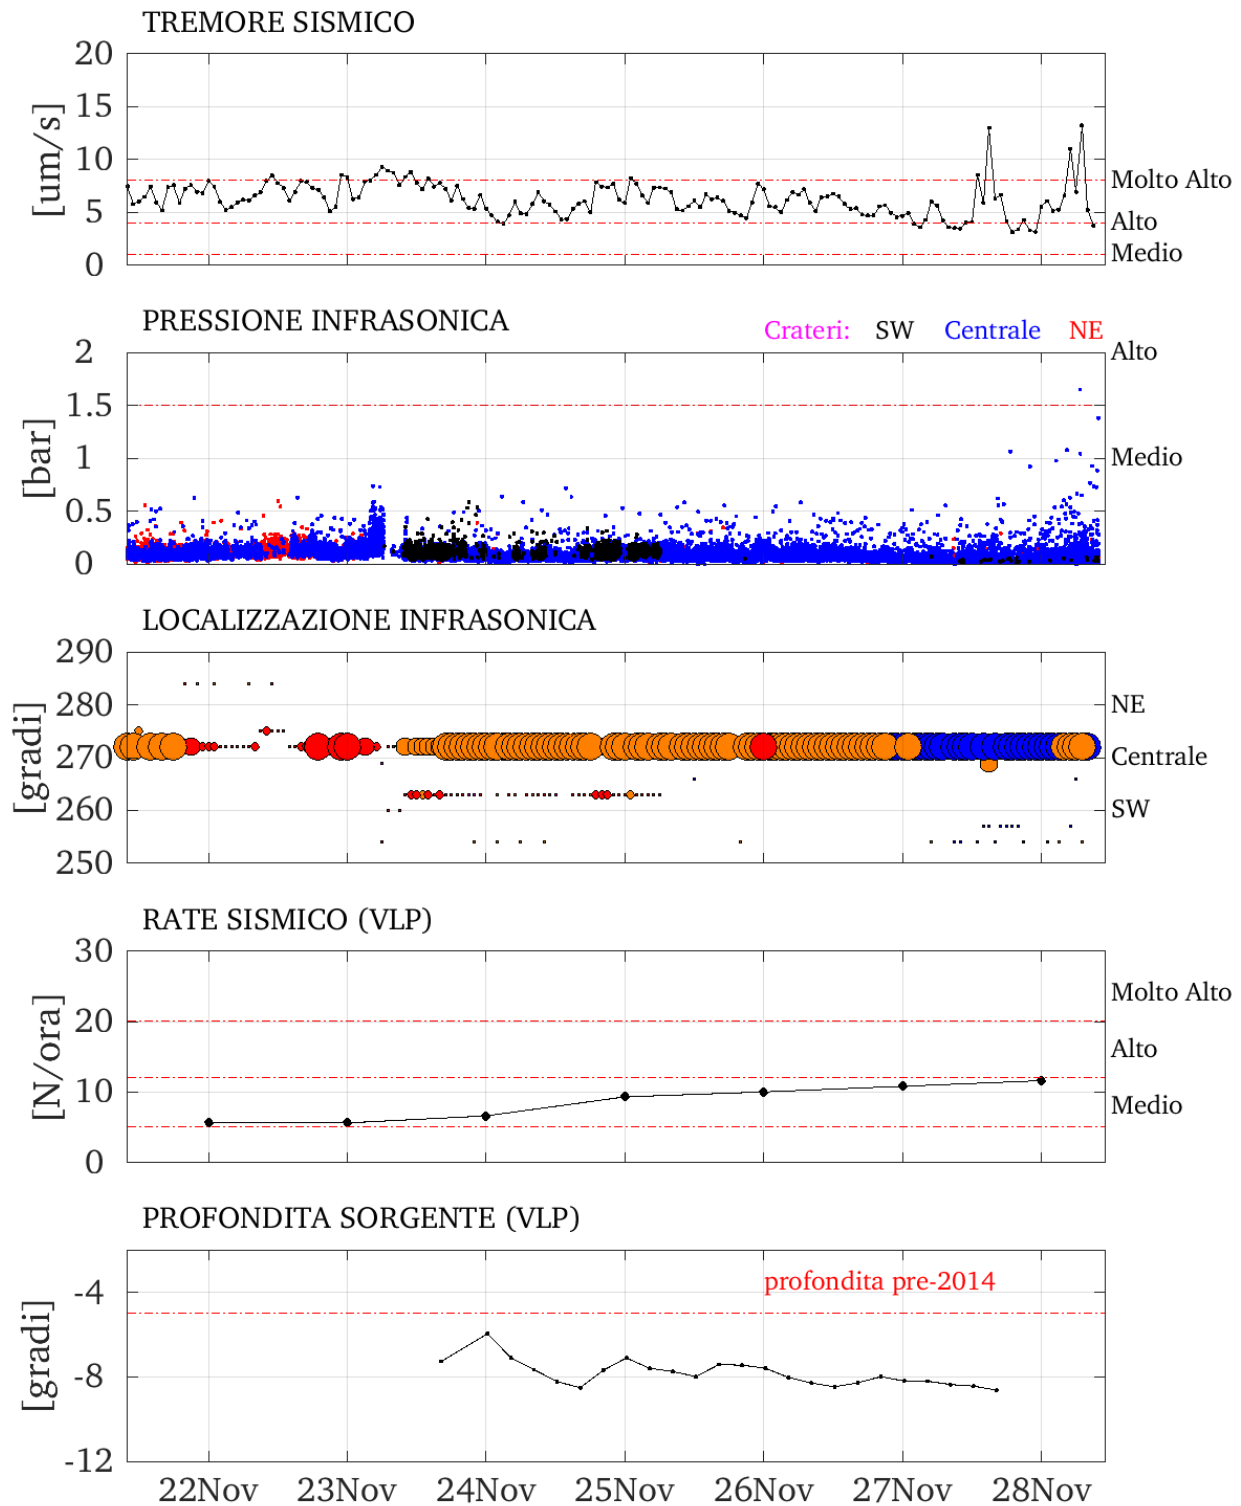 TREMORE SISMICO
20
15
10
5
0
[um/s]
Molto Alto
Alto
Medio
PRESSIONE INFRASONICA
Crateri: SW Centrale NE
2
1.5
1
0.5
0
[bar]
Alto
Medio
LOCALIZZAZIONE INFRASONICA
290
280
270
260
250
[gradi]
NE
Centrale
SW
RATE SISMICO (VLP)
30
20
10
0
[N/ora]
Molto Alto
Alto
Medio
PROFONDITA SORGENTE (VLP)
profondita pre-2014
-4
-8
-12
[gradi]
22Nov 23Nov 24Nov 25Nov 26Nov 27Nov 28Nov